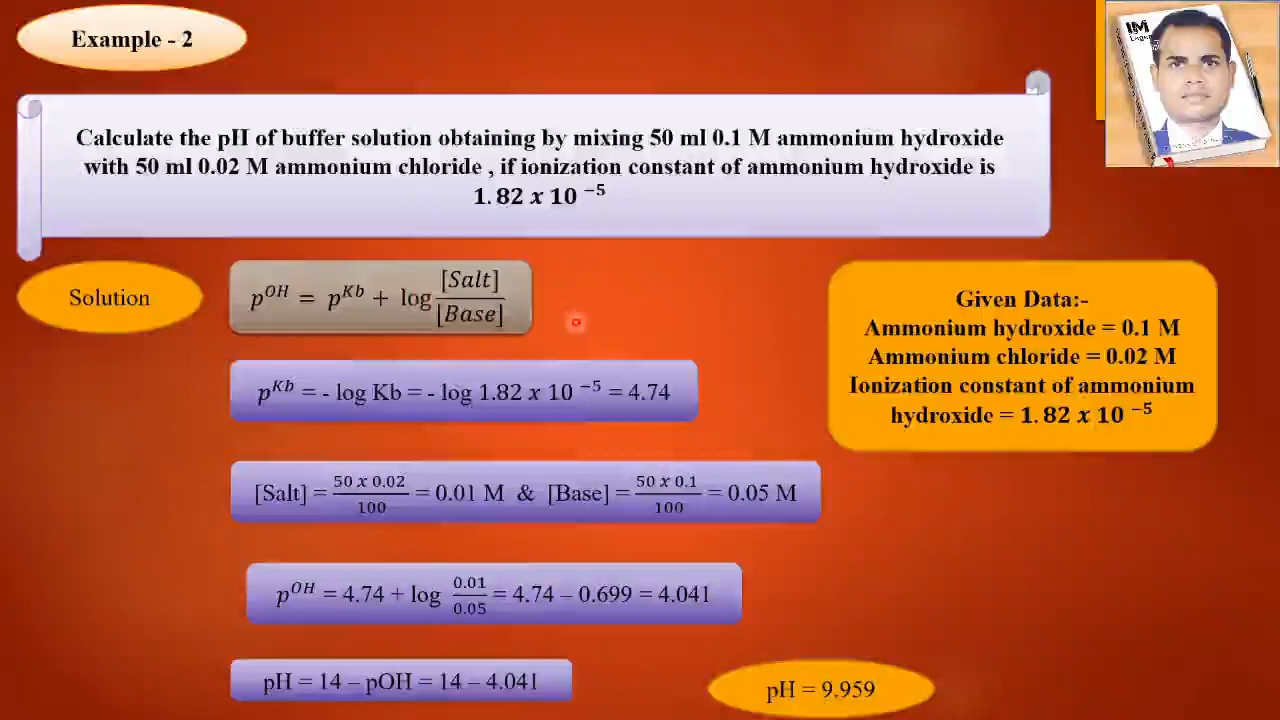 Example - 2
Calculate the pH of buffer solution obtaining by mixing 50 ml 0.1 M ammonium hydroxide
with 50 ml 0.02 M ammonium chloride , if ionization constant of ammonium hydroxide is
1.82 x 10 ⁻⁵
Solution
p^OH = p^Kb + log [Salt]/[Base]
Given Data:-
Ammonium hydroxide = 0.1 M
Ammonium chloride = 0.02 M
Ionization constant of ammonium
hydroxide = 1.82 x 10 ⁻⁵
p^Kb = - log Kb = - log 1.82 x 10 ⁻⁵ = 4.74
[Salt] = 50 x 0.02/100 = 0.01 M & [Base] = 50 x 0.1/100 = 0.05 M
p^OH = 4.74 + log 0.01/0.05 = 4.74 – 0.699 = 4.041
pH = 14 – pOH = 14 – 4.041
pH = 9.959